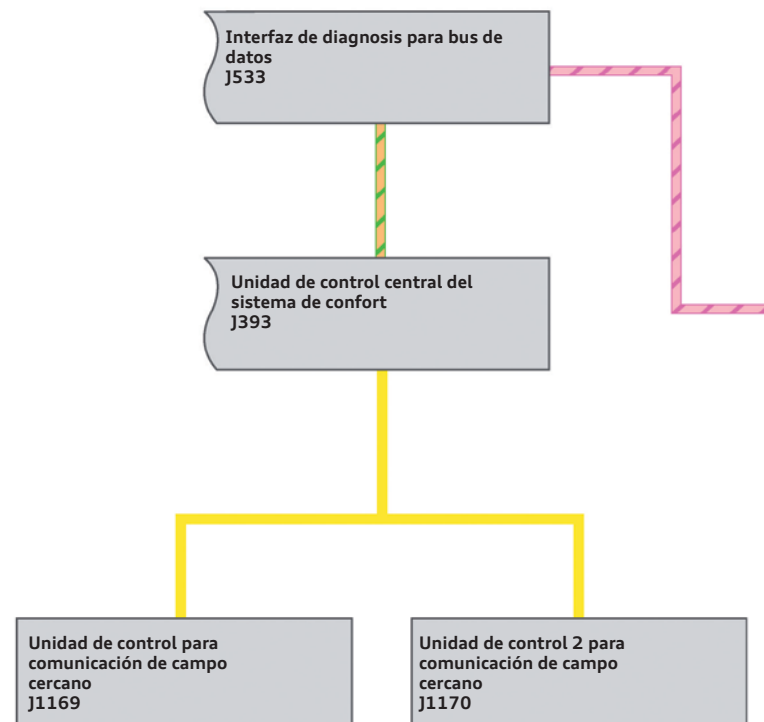 Interfaz de diagnosis para bus de
datos
J533
Unidad de control central del
sistema de confort
J393
Unidad de control para
comunicación de campo
cercano
J1169
Unidad de control 2 para
comunicación de campo
cercano
J1170